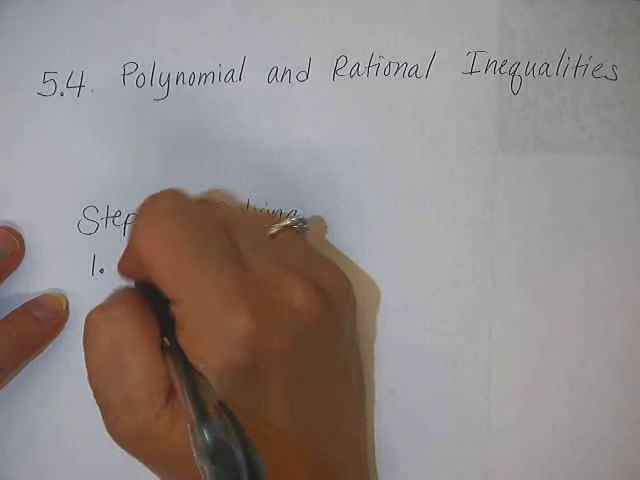 5.4. Polynomial and Rational Inequalities
Step
1.